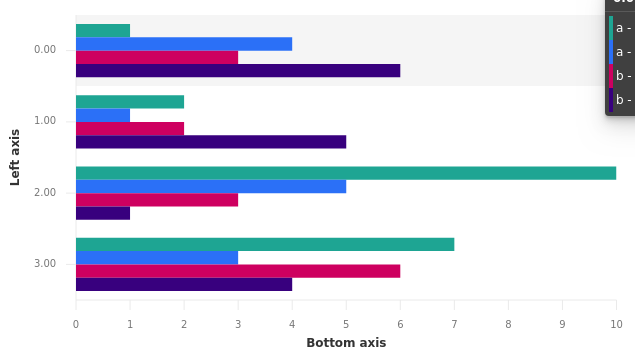 a -
0.00
a -
b -
b -
1.00
Left axis
2.00
3.00
0 1 2 3 4 5 6 7 8 9 10
Bottom axis